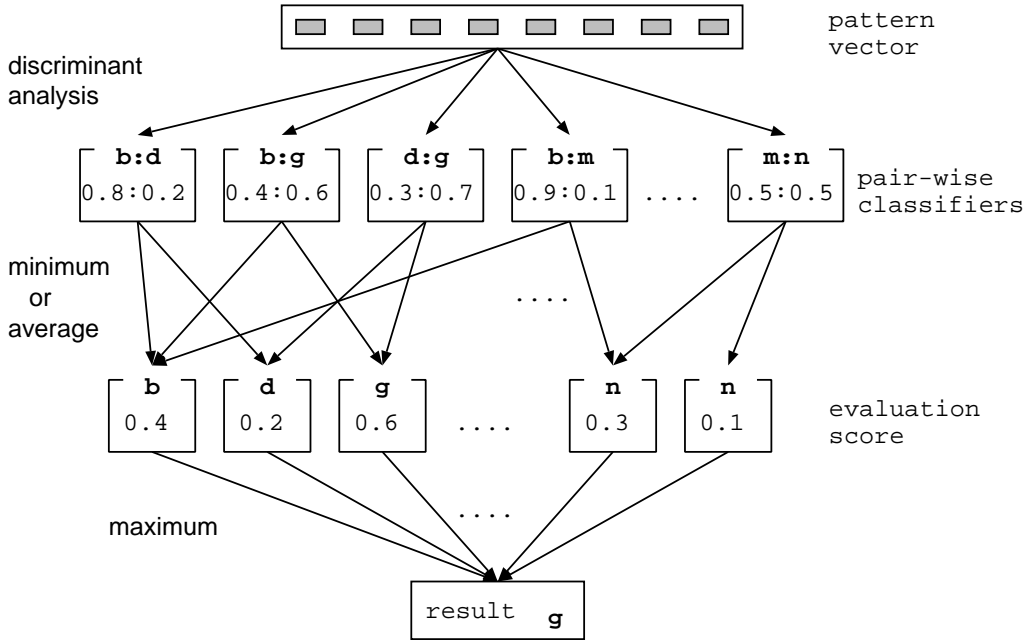 pattern
vector
discriminant
analysis
b:d b:g d:g b:m m:n
0.8:0.2 0.4:0.6 0.3:0.7 0.9:0.1 .... 0.5:0.5
pair-wise
classifiers
minimum
or
average
....
b d g n n
0.4 0.2 0.6 .... 0.3 0.1
evaluation
score
....
maximum
result g